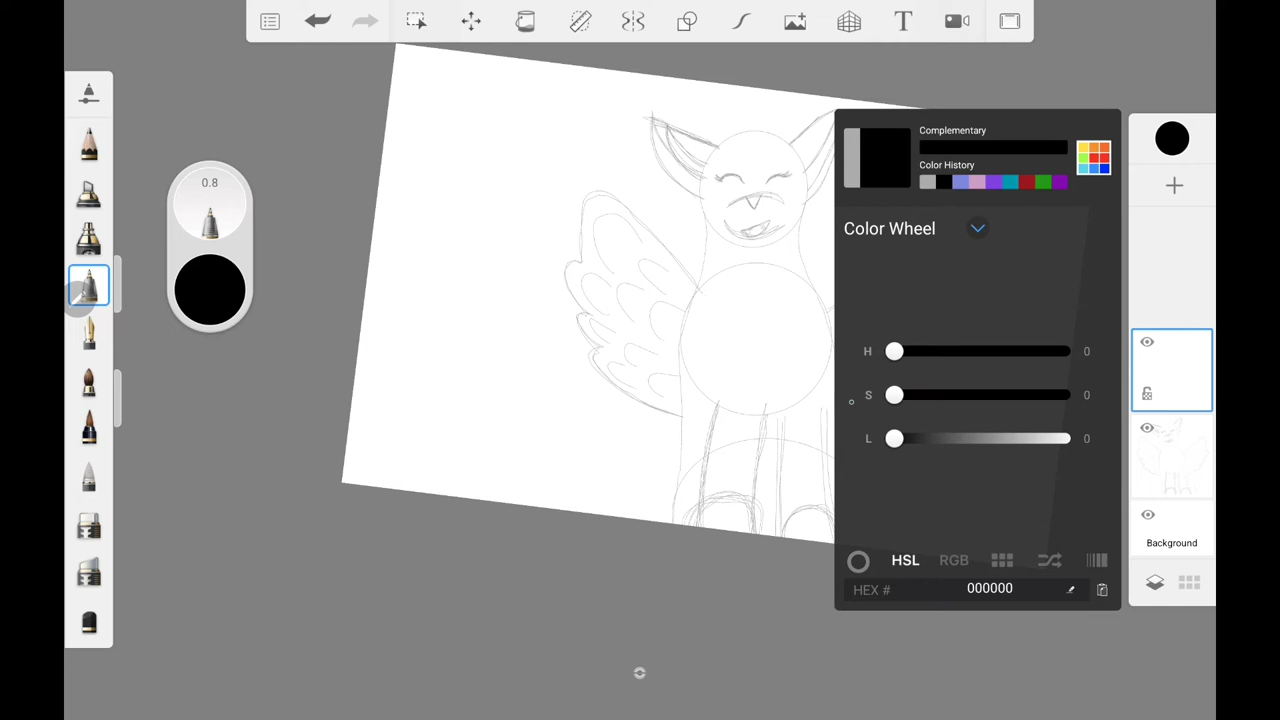 T
0.8
Complementary
Color History
Color Wheel
H 0
S 0
L 0
HSL RGB
HEX # 000000
Background